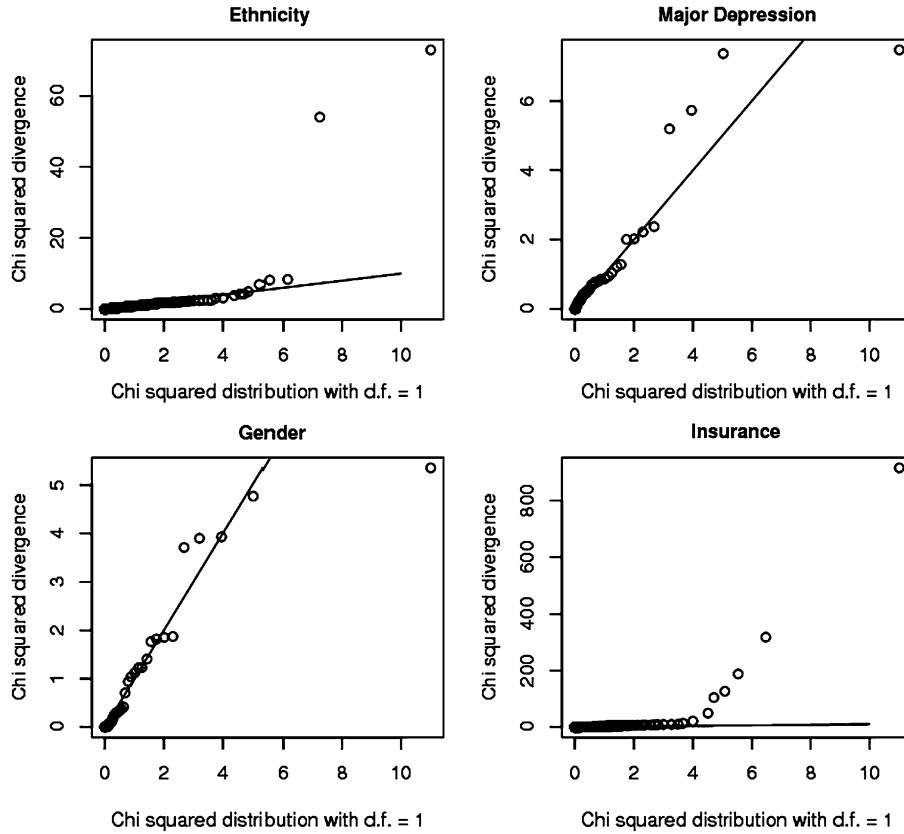 Ethnicity
Chi squared divergence
0 20 40 60
0 2 4 6 8 10
Chi squared distribution with d.f. = 1
Major Depression
Chi squared divergence
0 2 4 6
0 2 4 6 8 10
Chi squared distribution with d.f. = 1
Gender
Chi squared divergence
0 1 2 3 4 5
0 2 4 6 8 10
Chi squared distribution with d.f. = 1
Insurance
Chi squared divergence
0 200 400 600 800
0 2 4 6 8 10
Chi squared distribution with d.f. = 1